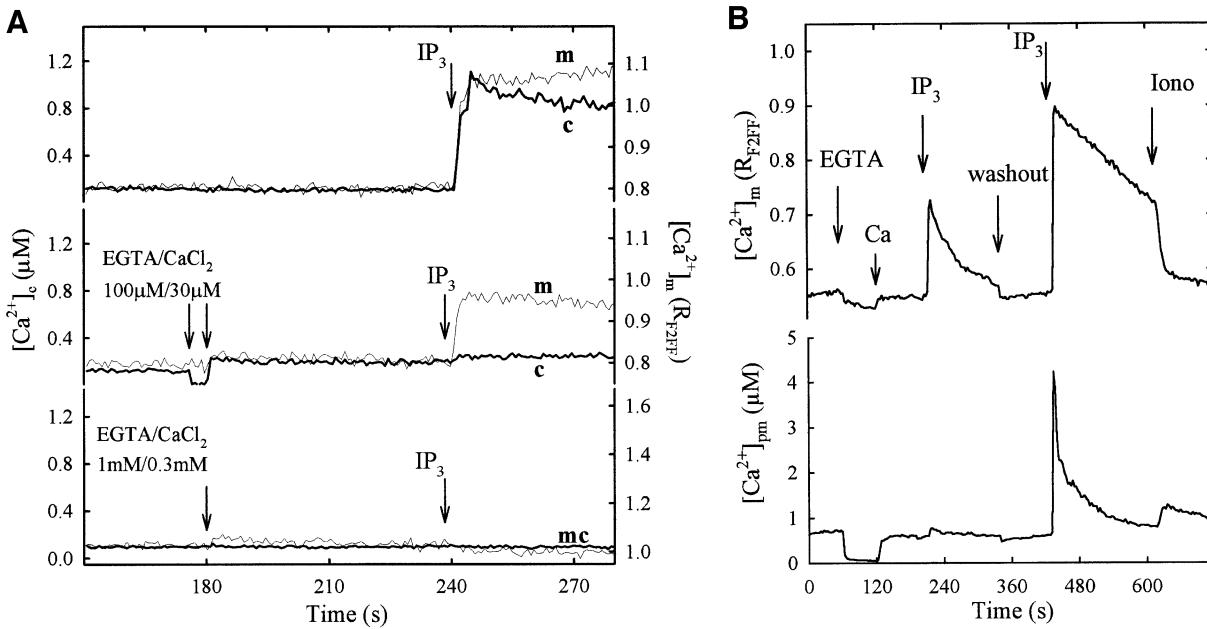 A
IP3
m
c
1.2
0.8
0.4
1.1
1.0
0.9
0.8
EGTA/CaCl2
100µM/30µM
IP3
m
c
1.2
0.8
0.4
1.1
1.0
0.9
0.8
[Ca2+]c (µM)
[Ca2+]m (RF2FF)
EGTA/CaCl2
1mM/0.3mM
IP3
mc
1.2
0.8
0.4
0.0
1.6
1.4
1.2
1.0
180 210 240 270
Time (s)
B
IP3
Iono
IP3
EGTA
washout
Ca
1.0
0.9
0.8
0.7
0.6
[Ca2+]m (RF2FF)
5
4
3
2
1
0
[Ca2+]pm (µM)
0 120 240 360 480 600
Time (s)